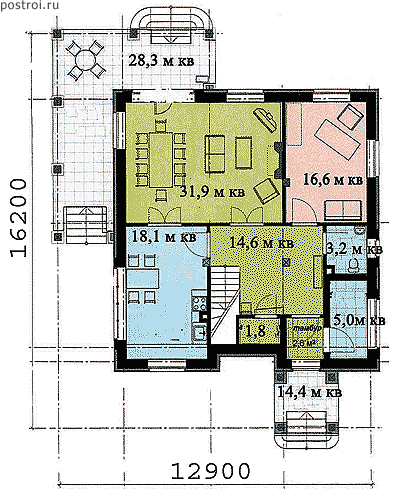 postroi.ru
28,3 м кв
31,9 м кв
16,6 м кв
18,1 м кв
14,6 м кв
3,2 м кв
5,0м кв
1,8
тамбур
2,8 м²
14,4 м кв
16200
12900